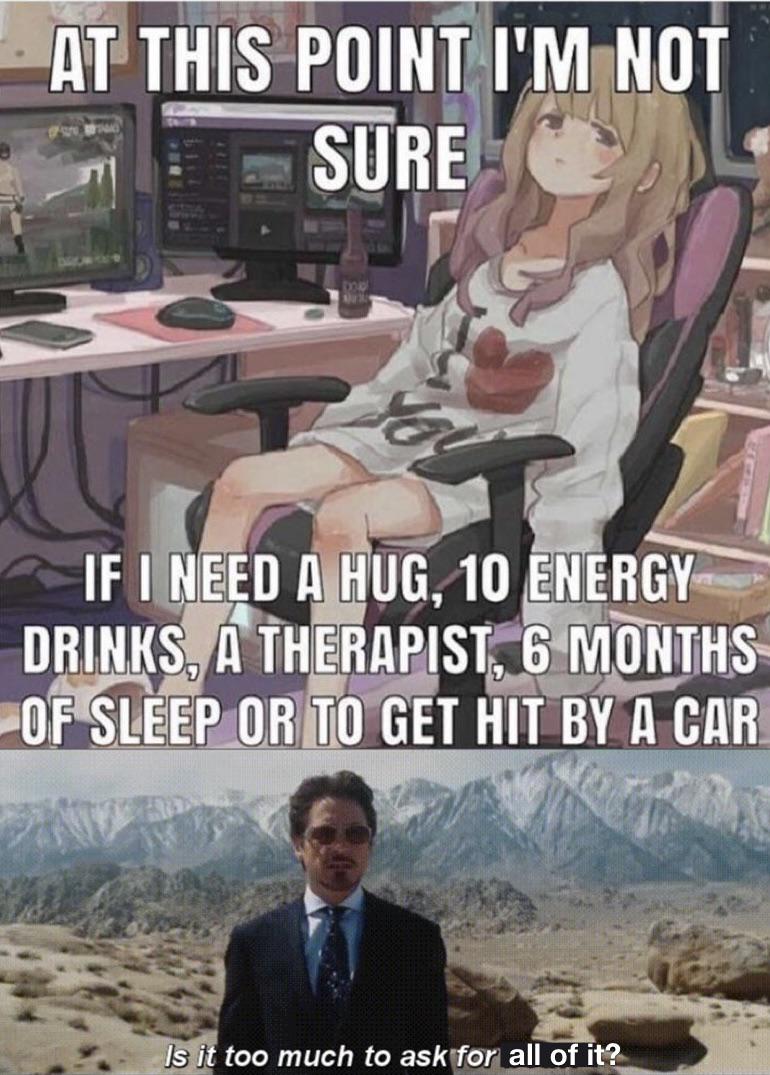 AT THIS POINT I'M NOT
SURE
I
YOU
IF I NEED A HUG, 10 ENERGY
DRINKS, A THERAPIST, 6 MONTHS
OF SLEEP OR TO GET HIT BY A CAR
Is it too much to ask for all of it?